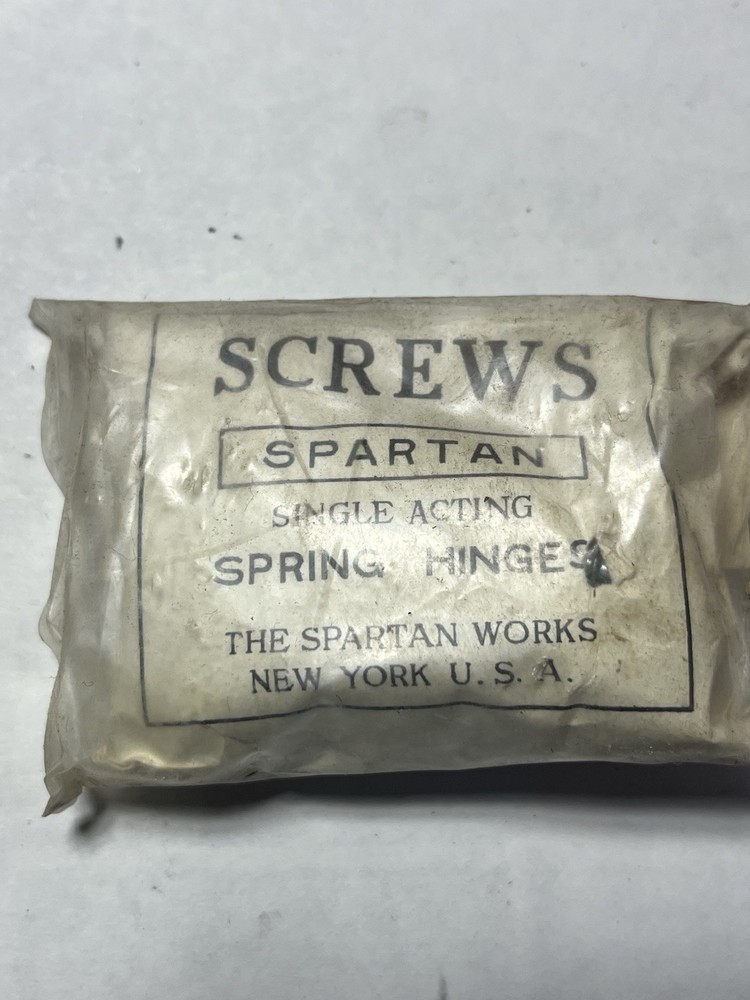 SCREWS
SPARTAN
SINGLE ACTING
SPRING HINGES
THE SPARTAN WORKS
NEW YORK U. S. A.